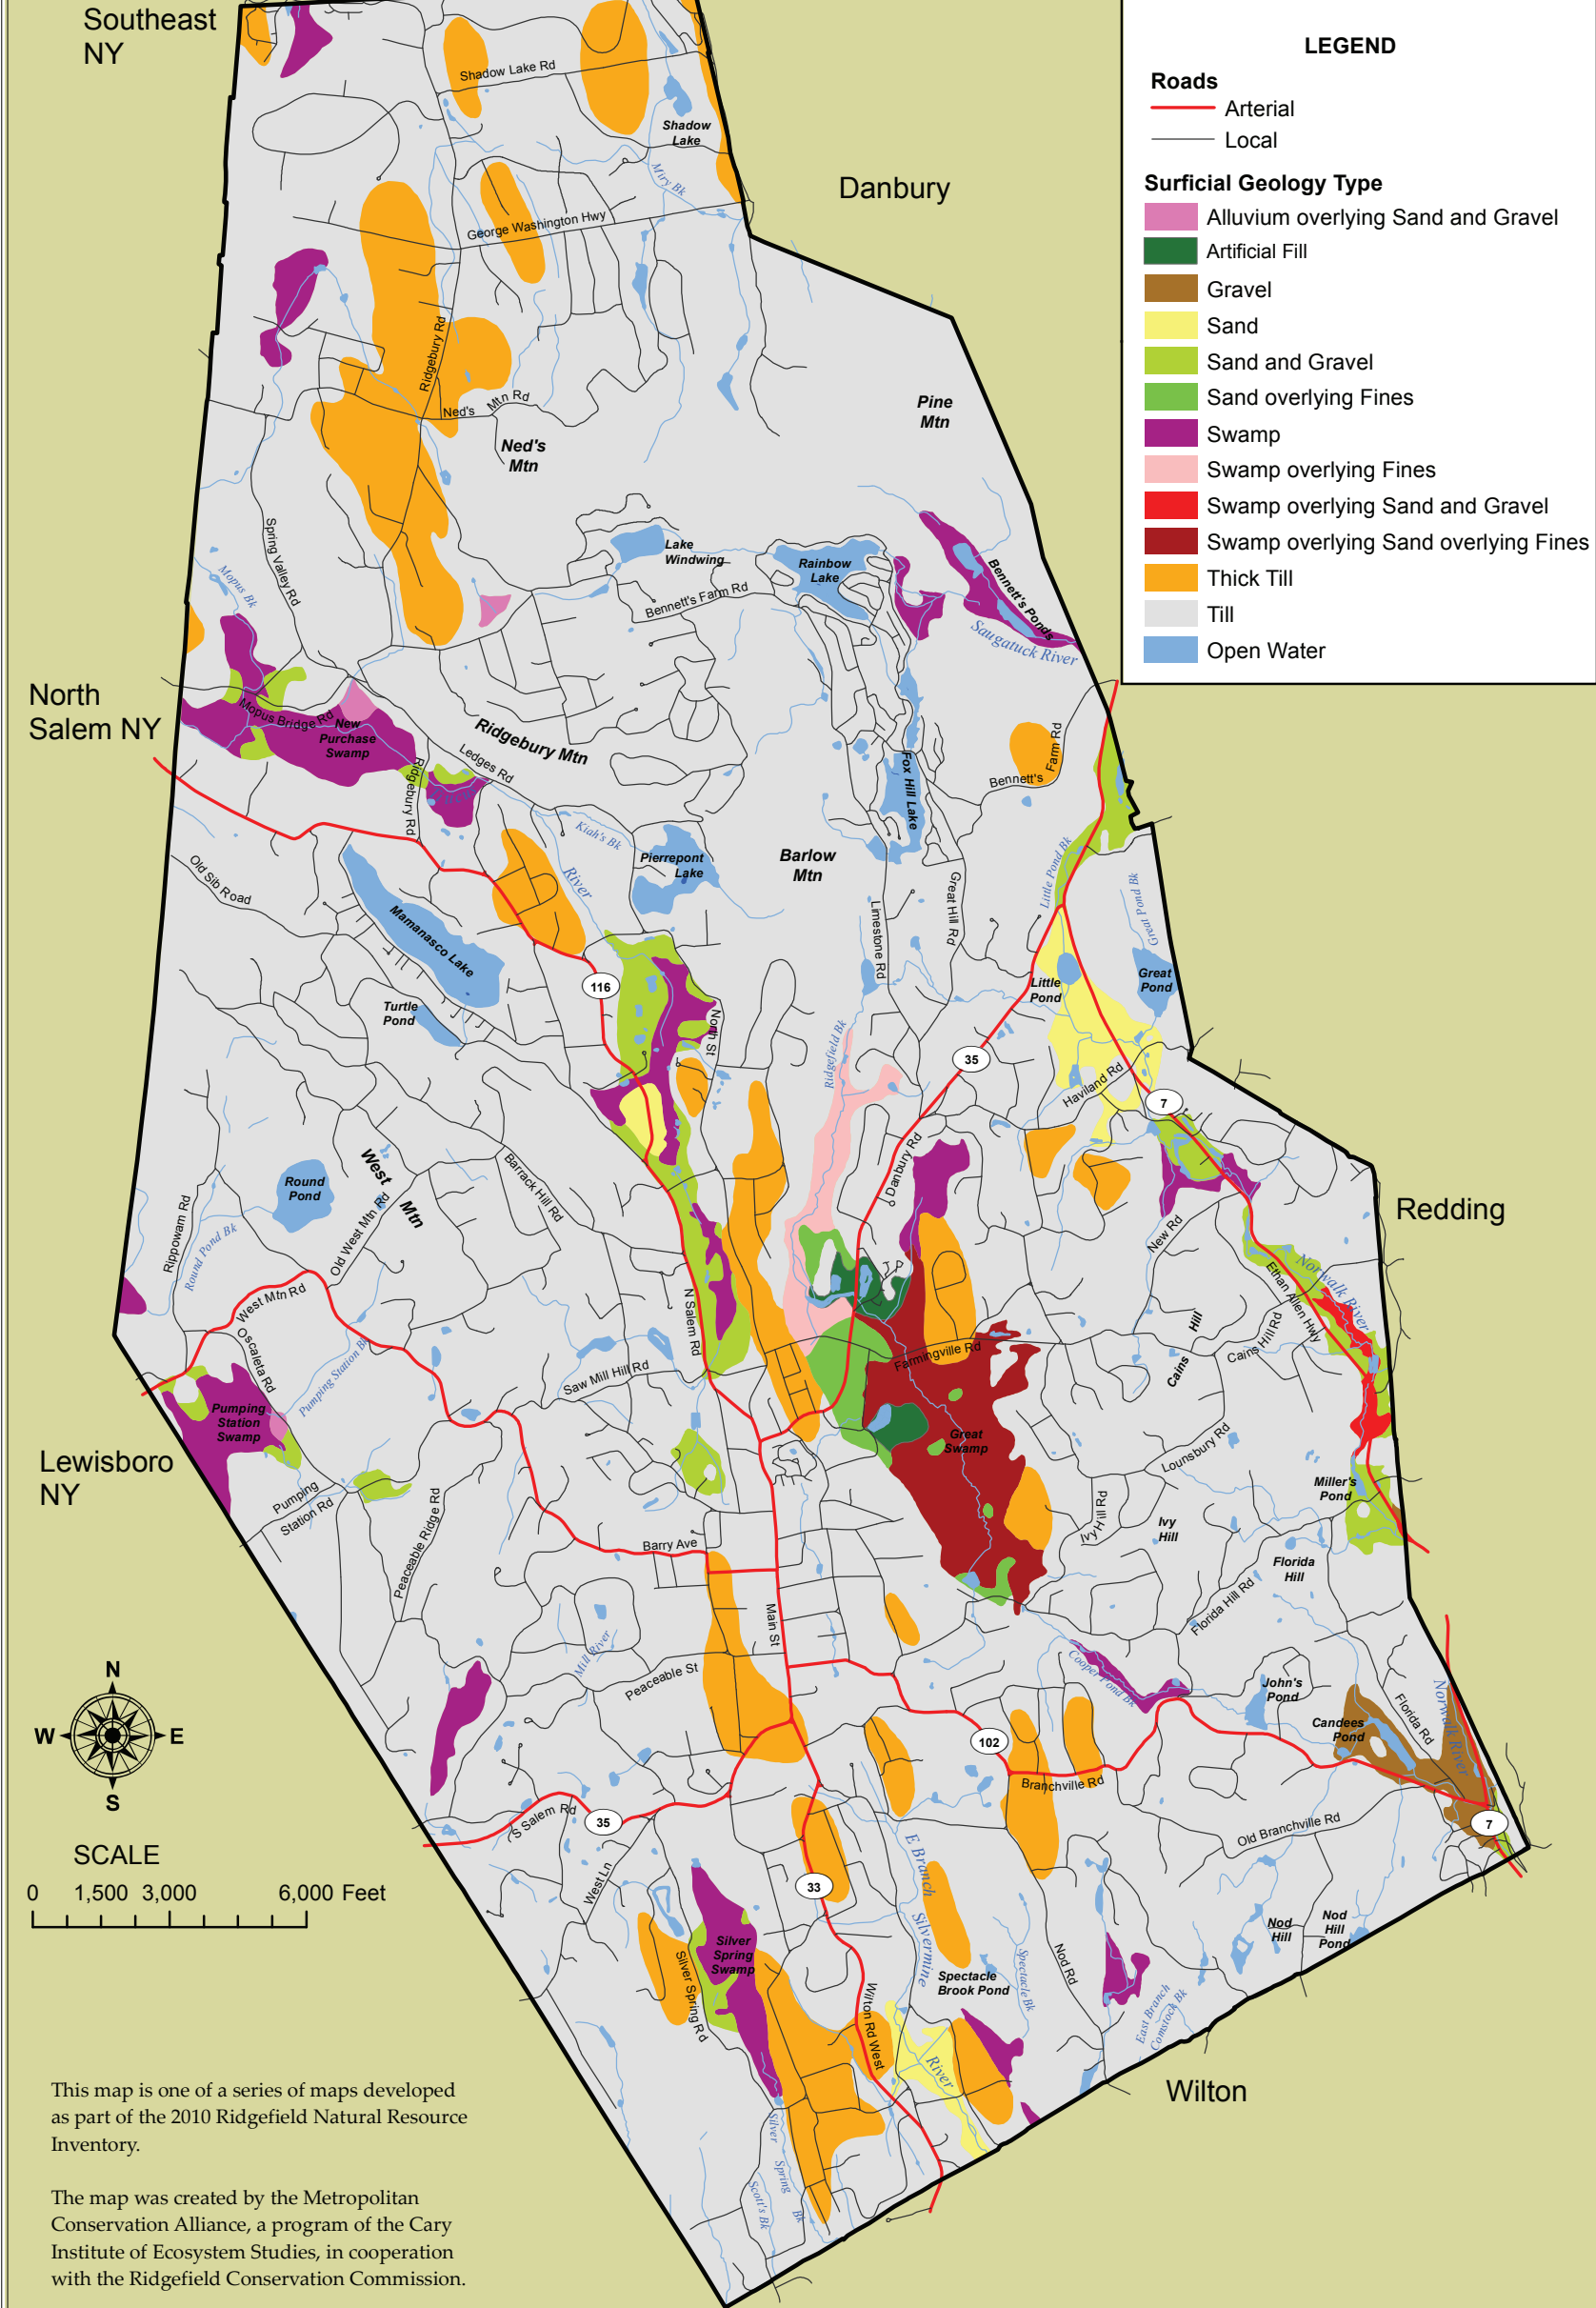 Southeast
NY
Shadow Lake Rd
Shadow
Lake
Miry Bk
Danbury
George Washington Hwy
Ridgebury Rd
Ned's
Mtn Rd
Ned's
Mtn
Pine
Mtn
LEGEND
Roads
Arterial
Local
Surficial Geology Type
Alluvium overlying Sand and Gravel
Artificial Fill
Gravel
Sand
Sand and Gravel
Sand overlying Fines
Swamp
Swamp overlying Fines
Swamp overlying Sand and Gravel
Swamp overlying Sand overlying Fines
Thick Till
Till
Open Water
Spring Valley Rd
Mopus Bk
Lake
Windwing
Rainbow
Lake
Bennett's Farm Rd
Bennett's Ponds
Saugatuck River
North
Salem NY
Mopus Bridge Rd
New
Purchase
Swamp
Ridgebury Mtn
Ledges Rd
Ridgebury Rd
Bennett's
Farm Rd
Fox Hill Lake
Kiah's Bk
River
Pierrepont
Lake
Barlow
Mtn
Old Sib Road
Mamanasco Lake
Limestone Rd
Great Hill Rd
Little Pond Bk
Great Pond Bk
Turtle
Pond
116
North St
Little
Pond
Great
Pond
Ridgefield Bk
35
Haviland Rd
7
West
Mtn
Round
Pond
Old West Mtn Rd
Barrack Hill Rd
Danbury Rd
Rippowam Rd
Round Pond Bk
New Rd
Redding
Norwalk River
Ethan Allen Hwy
West Mtn Rd
Oscaleta Rd
Pumping Station Bk
N Salem Rd
Saw Mill Hill Rd
Farmingville Rd
Cains
Hill
Cains Hill Rd
Pumping
Station
Swamp
Great
Swamp
Lounsbury Rd
Lewisboro
NY
Pumping
Station Rd
Peaceable Ridge Rd
Miller's
Pond
Ivy Hill Rd
Ivy
Hill
Barry Ave
Florida
Hill
Florida Hill Rd
Main St
Mill River
Peaceable St
Cooper Pond Bk
John's
Pond
Candees
Pond
Florida Rd
Norwalk River
N
W
E
S
102
Branchville Rd
SCALE
0 1,500 3,000 6,000 Feet
S Salem Rd
35
Old Branchville Rd
7
West Ln
33
E Branch
Silvermine
River
Silver
Spring
Swamp
Silver Spring Rd
Wilton Rd West
Spectacle
Brook Pond
Spectacle Bk
Nod Rd
Nod
Hill
Nod
Hill
Pond
East Branch
Comstock Bk
Wilton
Silver
Spring
Bk
Scott's Bk
This map is one of a series of maps developed
as part of the 2010 Ridgefield Natural Resource
Inventory.
The map was created by the Metropolitan
Conservation Alliance, a program of the Cary
Institute of Ecosystem Studies, in cooperation
with the Ridgefield Conservation Commission.